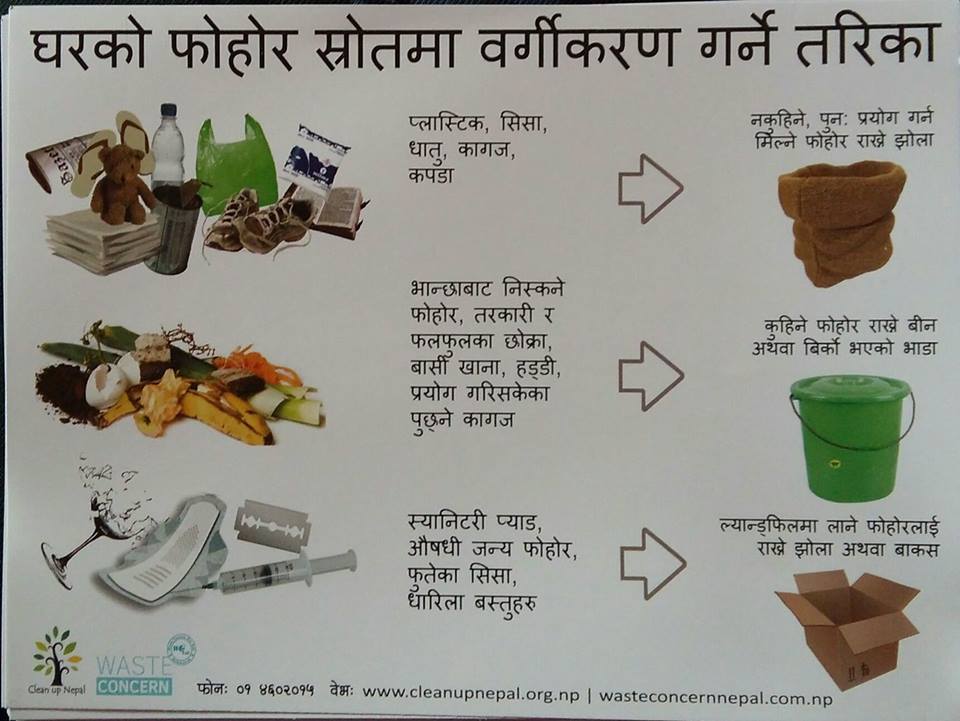 घरको फोहोर स्रोतमा वर्गीकरण गर्ने तरिका
प्लास्टिक, सिसा,
धातु, कागज,
कपडा
नकुहिने, पुन: प्रयोग गर्न
मिल्ने फोहोर राख्ने झोला
भान्छाबाट निस्कने
फोहोर, तरकारी र
फलफुलका छोक्रा,
बासी खाना, हड्डी,
प्रयोग गरिसकेका
पुछ्ने कागज
कुहिने फोहोर राख्ने बीन
अथवा बिर्को भएको भाडा
स्यानिटरी प्याड,
औषधी जन्य फोहोर,
फुतेका सिसा,
धारिला बस्तुहरु
ल्यान्ड्फिलमा लाने फोहोरलाई
राख्ने झोला अथवा बाकस
Clean up Nepal
WASTE
CONCERN
फोनः ०१ ४६०२०१५ वेभः www.cleanupnepal.org.np | wasteconcernnepal.com.np